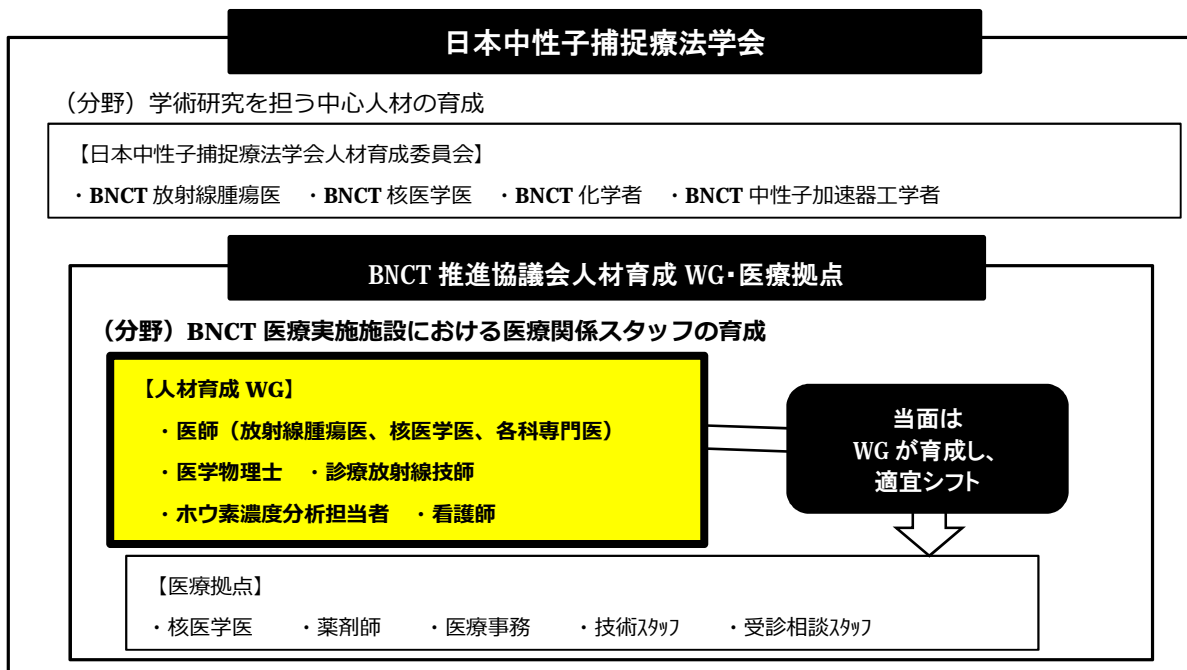 日本中性子捕捉療法学会
（分野）学術研究を担う中心人材の育成
【日本中性子捕捉療法学会人材育成委員会】
・BNCT 放射線腫瘍医　・BNCT 核医学医　・BNCT 化学者　・BNCT 中性子加速器工学者
BNCT 推進協議会人材育成 WG・医療拠点
（分野）BNCT 医療実施施設における医療関係スタッフの育成
【人材育成 WG】
・医師（放射線腫瘍医、核医学医、各科専門医）
・医学物理士　・診療放射線技師
・ホウ素濃度分析担当者　・看護師
当面は
WG が育成し、
適宜シフト
【医療拠点】
・核医学医　・薬剤師　・医療事務　・技術ｽﾀｯﾌ　・受診相談ｽﾀｯﾌ